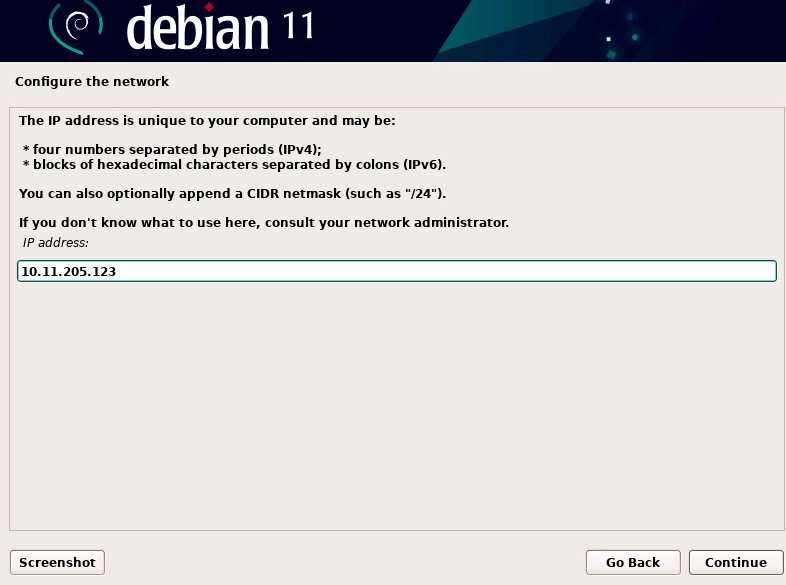 debian 11
Configure the network
The IP address is unique to your computer and may be:
* four numbers separated by periods (IPv4);
* blocks of hexadecimal characters separated by colons (IPv6).
You can also optionally append a CIDR netmask (such as "/24").
If you don't know what to use here, consult your network administrator.
IP address:
10.11.205.123
Screenshot
Go Back
Continue